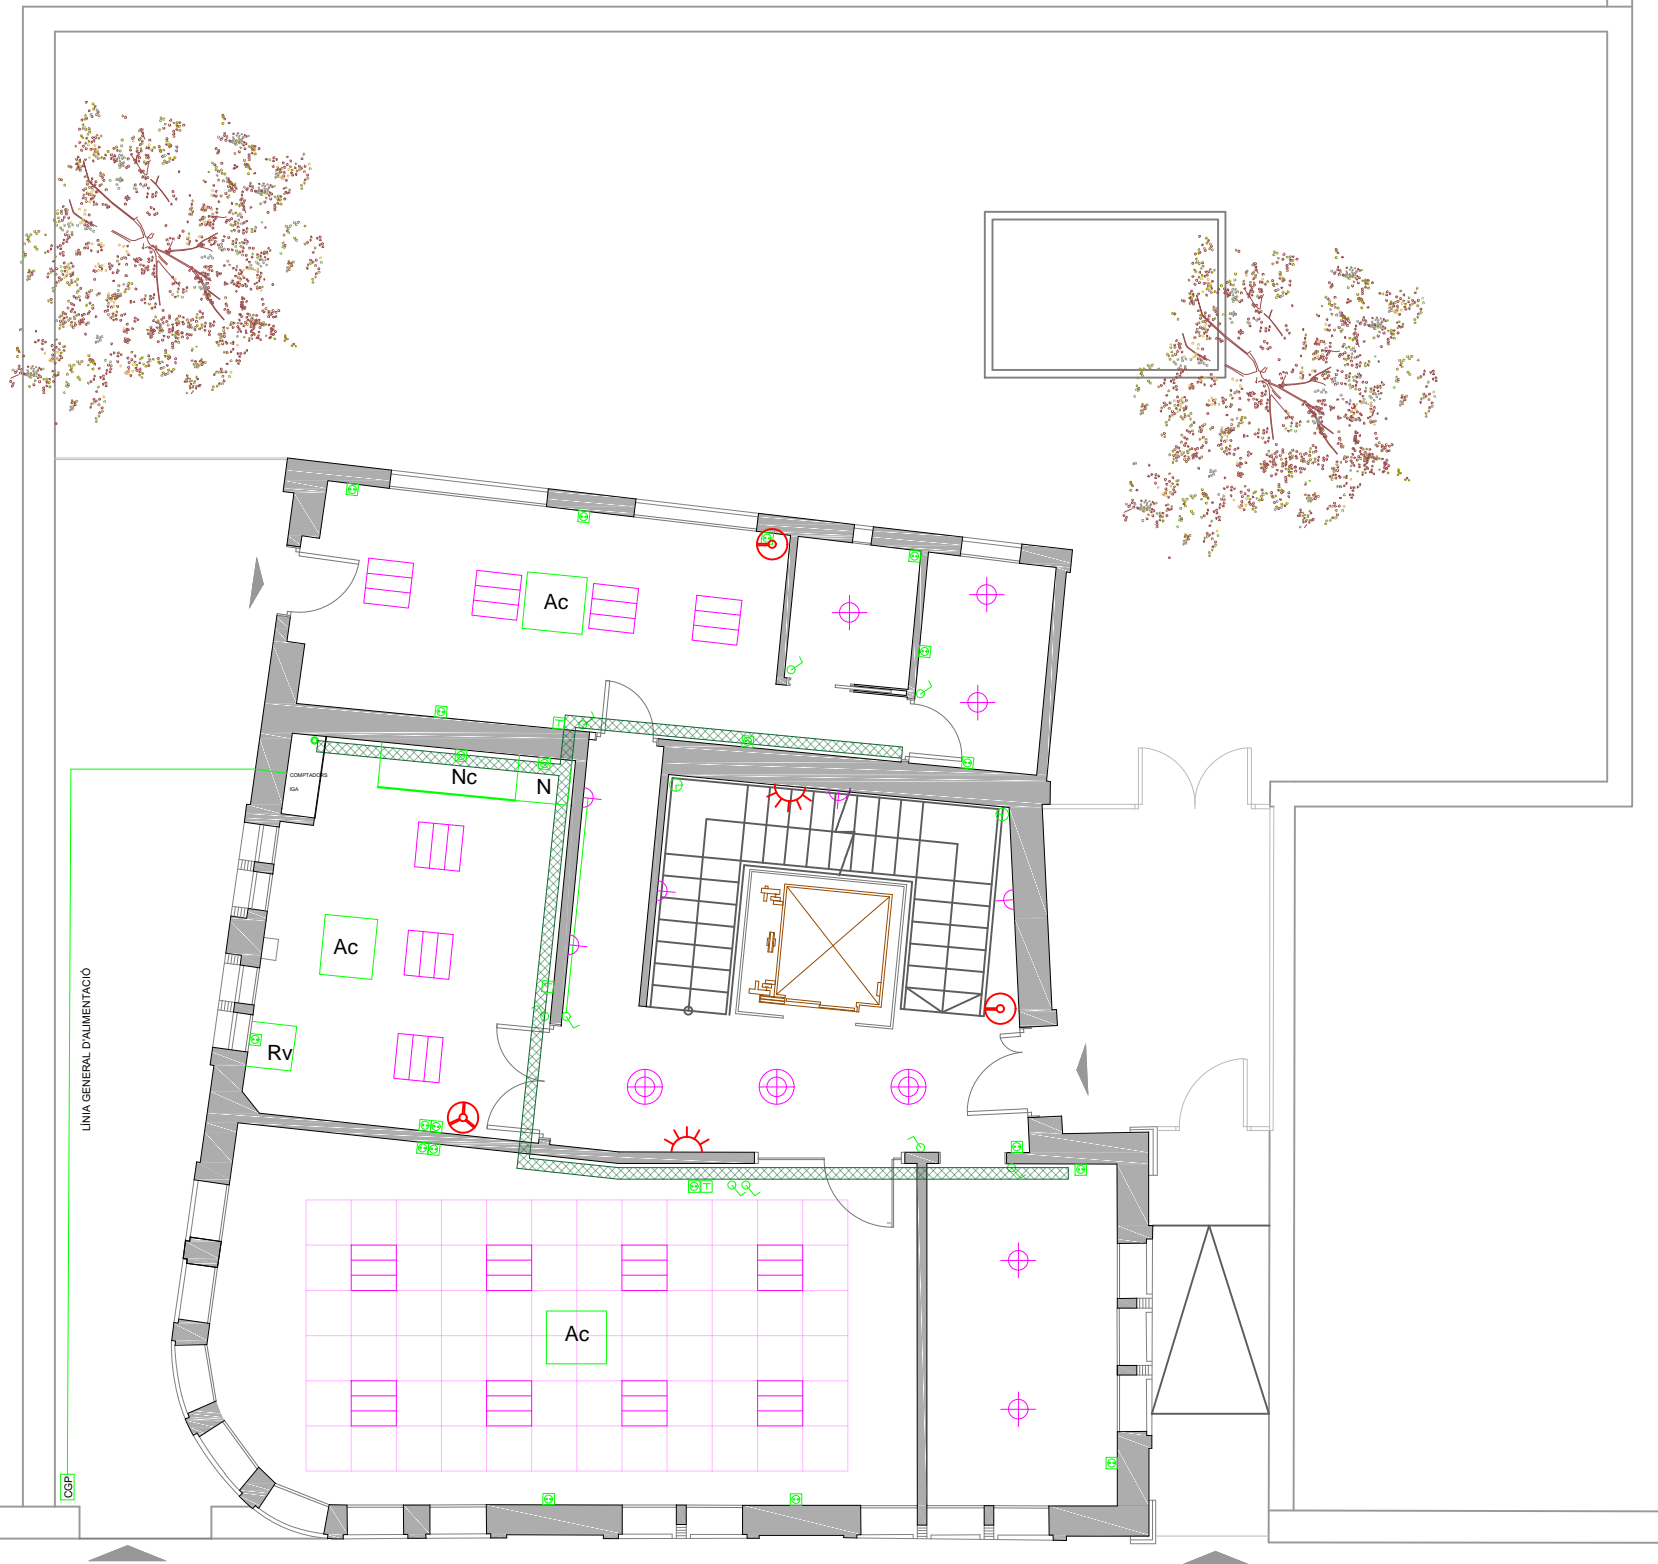 Ac
COMPTADORS
IGA
Nc
N
Ac
Rv
LÍNIA GENERAL D'ALIMENTACIÓ
Ac
CGP